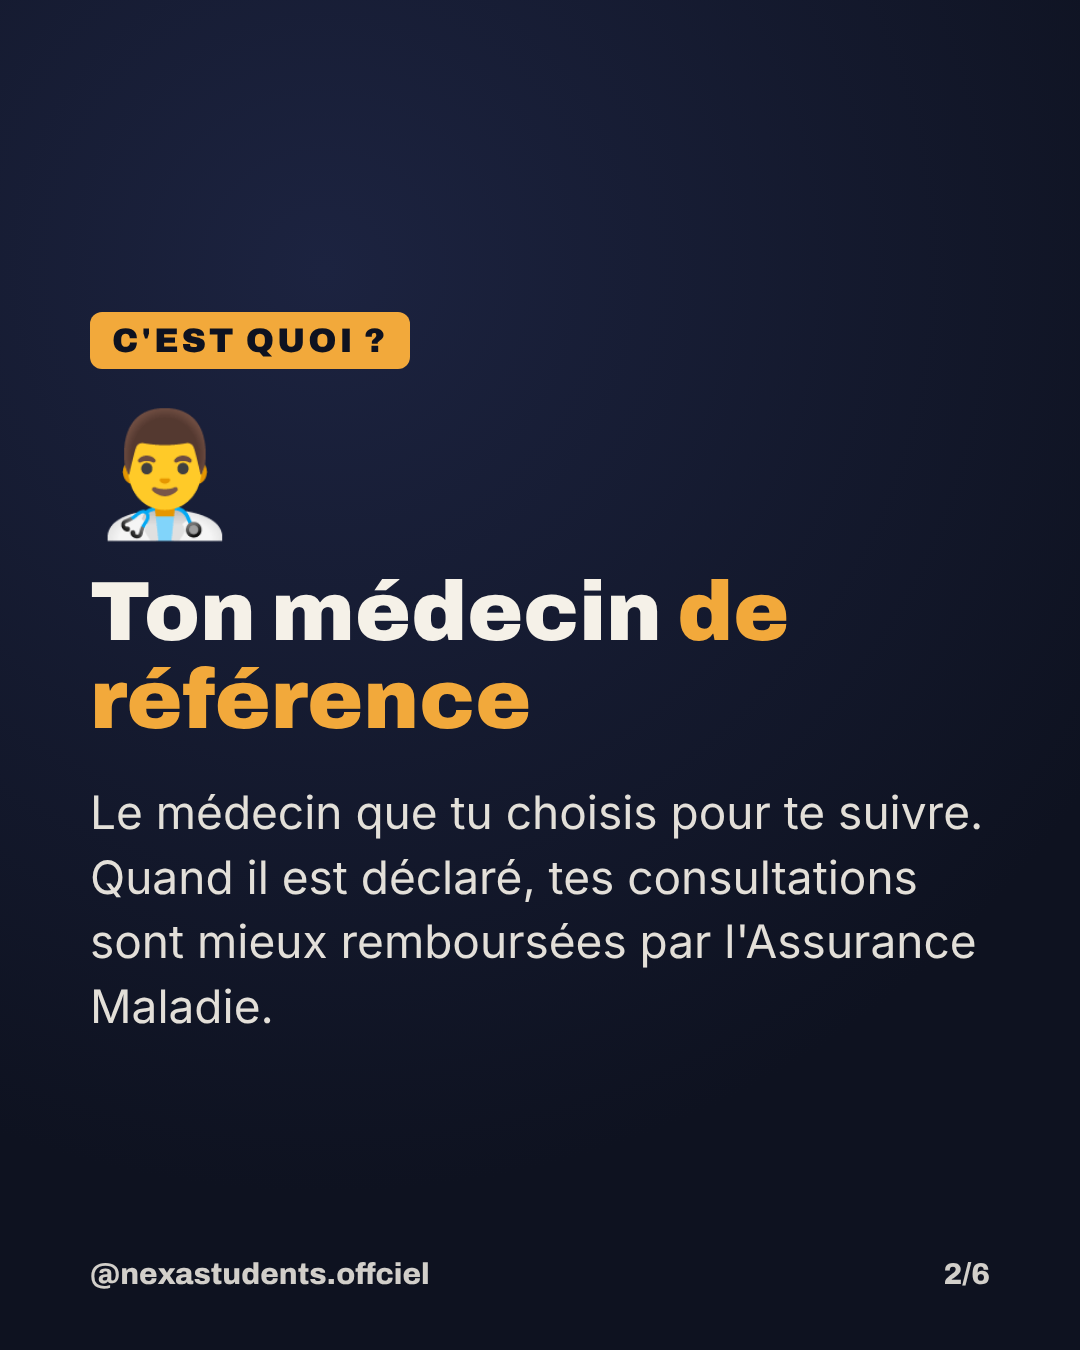 C'EST QUOI ?
Ton médecin de
référence
Le médecin que tu choisis pour te suivre.
Quand il est déclaré, tes consultations
sont mieux remboursées par l'Assurance
Maladie.
@nexastudents.offciel
2/6